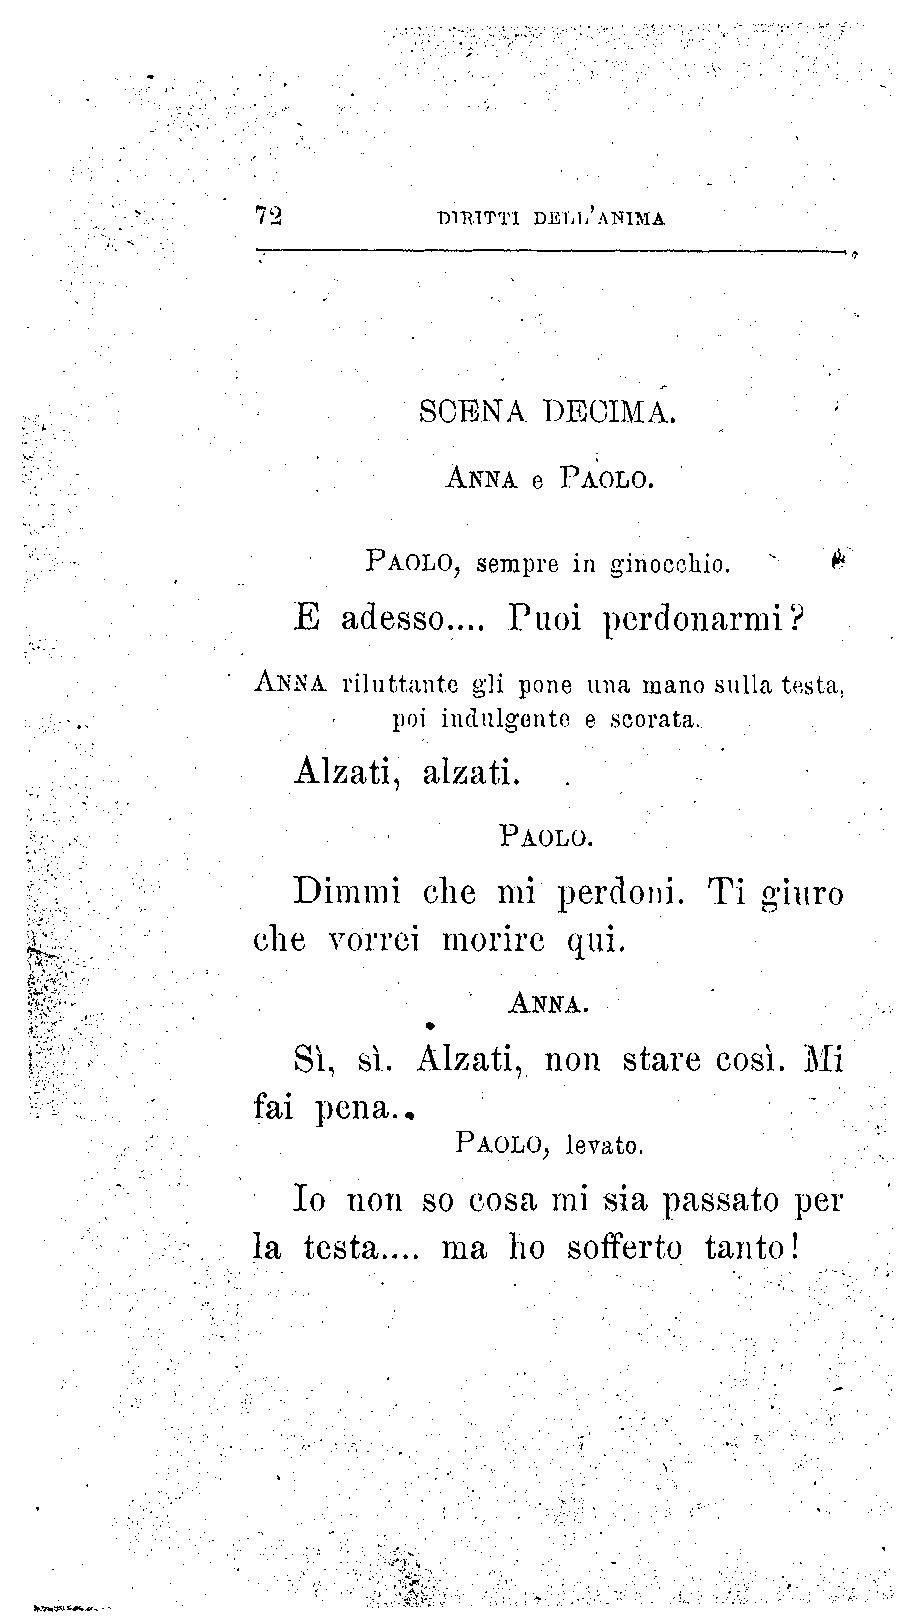 72 DIRITTI DELL'ANIMA
SCENA DECIMA.
ANNA e PAOLO.
PAOLO, sempre in ginocchio.
E adesso.... Puoi perdonarmi?
ANNA riluttante gli pone una mano sulla testa,
poi indulgente e scorata.
Alzati, alzati.
PAOLO.
Dimmi che mi perdoni. Ti giuro
che vorrei morire qui.
ANNA.
Sì, sì. Alzati, non stare così. Mi
fai pena..
PAOLO, levato.
Io non so cosa mi sia passato per
la testa.... ma ho sofferto tanto!